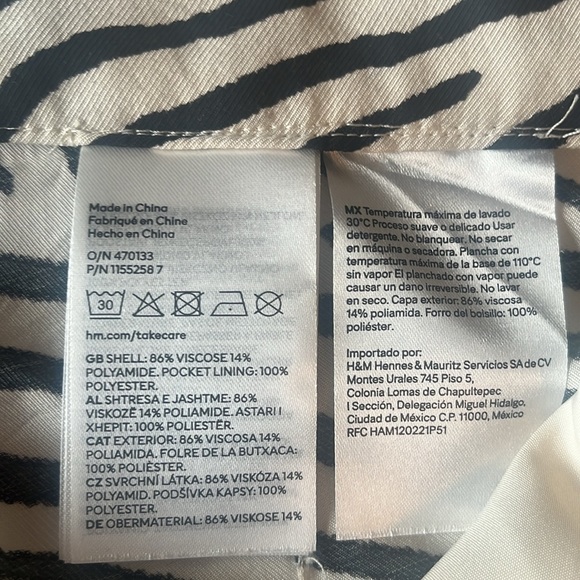 Made in China
Fabriqué en Chine
Hecho en China
O/N 470133
P/N 1155258 7
30
hm.com/takecare
GB SHELL: 86% VISCOSE 14%
POLYAMIDE. POCKET LINING: 100%
POLYESTER.
AL SHTRESA E JASHTME: 86%
VISKOZË 14% POLIAMIDE. ASTARI I
XHEPIT: 100% POLIESTËR.
CAT EXTERIOR: 86% VISCOSA 14%
POLIAMIDA. FOLRE DE LA BUTXACA:
100% POLIÈSTER.
CZ SVRCHNÍ LÁTKA: 86% VISKÓZA 14%
POLYAMID. PODŠÍVKA KAPSY: 100%
POLYESTER.
DE OBERMATERIAL: 86% VISKOSE 14%
MX Temperatura máxima de lavado
30°C Proceso suave o delicado Usar
detergente. No blanquear. No secar
en máquina o secadora. Plancha con
temperatura máxima de la base de 110°C
sin vapor El planchado con vapor puede
causar un daño irreversible. No lavar
en seco. Capa exterior: 86% viscosa
14% poliamida. Forro del bolsillo: 100%
poliéster.
Importado por:
H&M Hennes & Mauritz Servicios SA de CV
Montes Urales 745 Piso 5,
Colonia Lomas de Chapultepec
I Sección, Delegación Miguel Hidalgo,
Ciudad de México C.P. 11000, México
RFC HAM120221P51